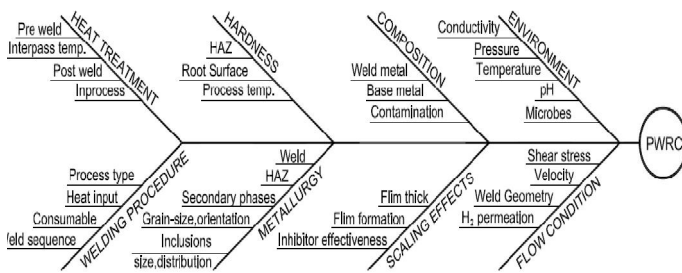 HEAT TREATMENT
Pre weld
Interpass temp.
Post weld
Inprocess
HARDNESS
HAZ
Root Surface
Process temp.
COMPOSITION
Weld metal
Base metal
Contamination
ENVIRONMENT
Conductivity
Pressure
Temperature
pH
Microbes
PWRC
WELDING PROCEDURE
Process type
Heat input
Consumable
eld sequence
METALLURGY
Weld
HAZ
Secondary phases
Grain-size,orientation
Inclusions
size,distribution
SCALING EFFECTS
Flim thick
Flim formation
Inhibitor effectiveness
FLOW CONDITION
Shear stress
Velocity
Weld Geometry
H₂ permeation